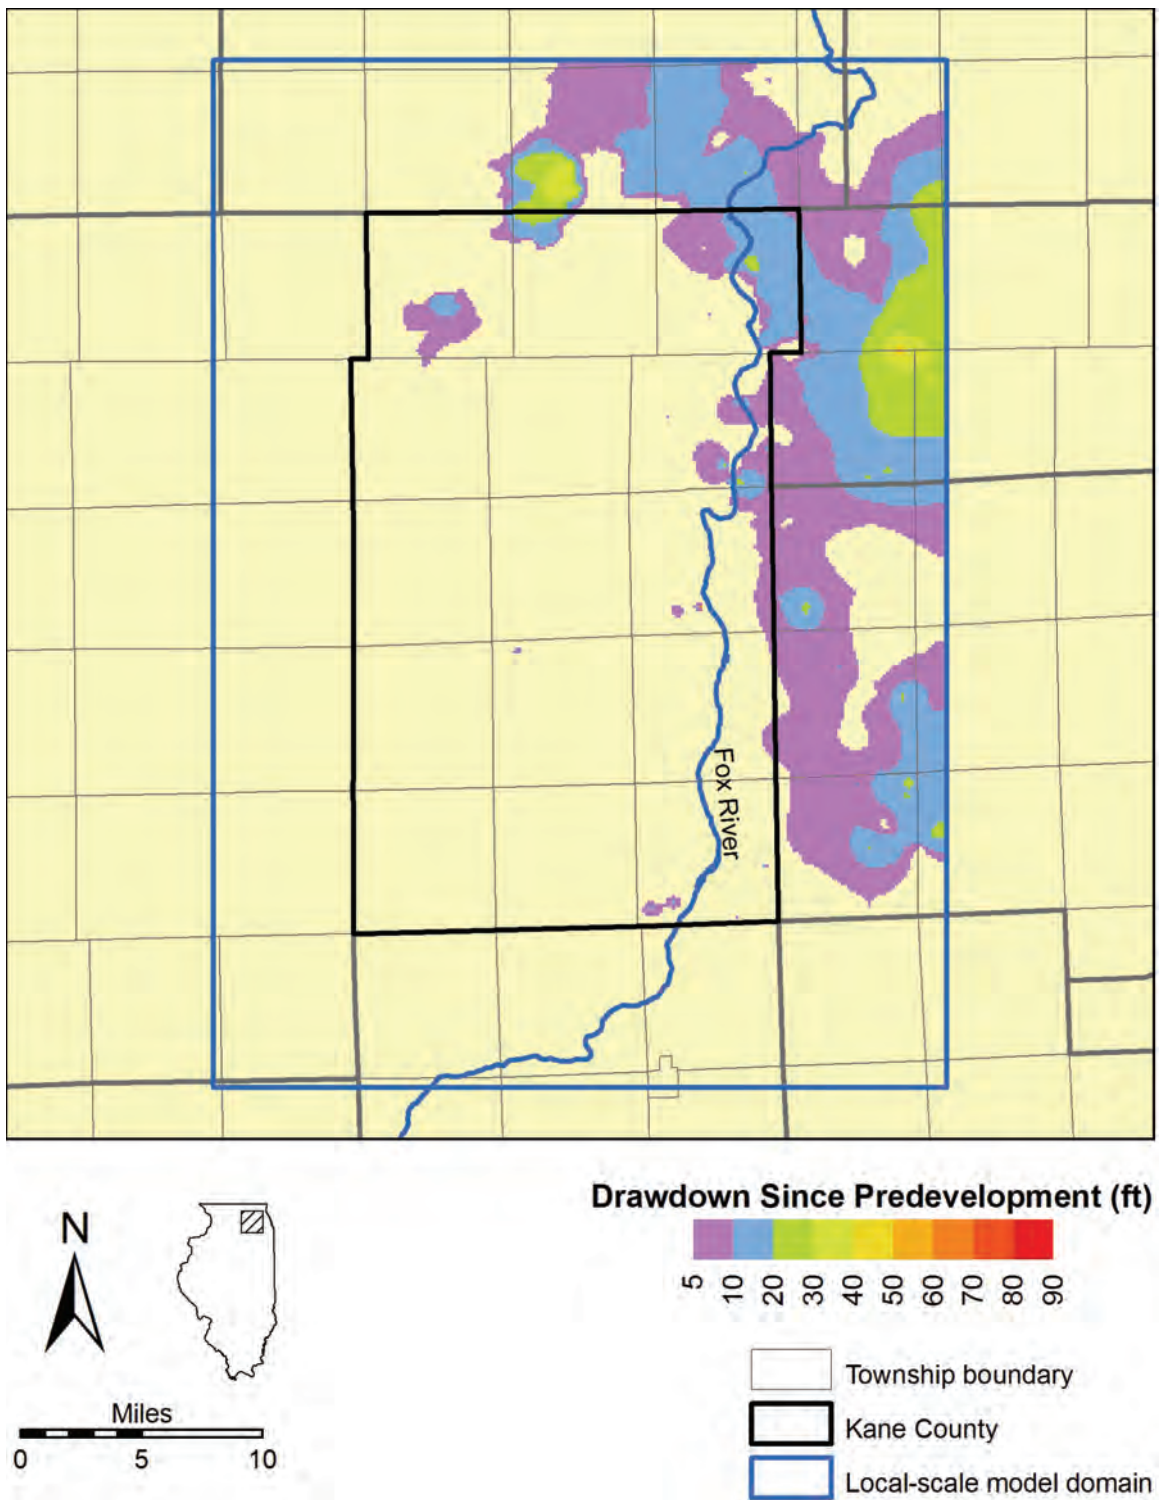 Fox River
Drawdown Since Predevelopment (ft)
5 10 20 30 40 50 60 70 80 90
N
Miles
0 5 10
Township boundary
Kane County
Local-scale model domain